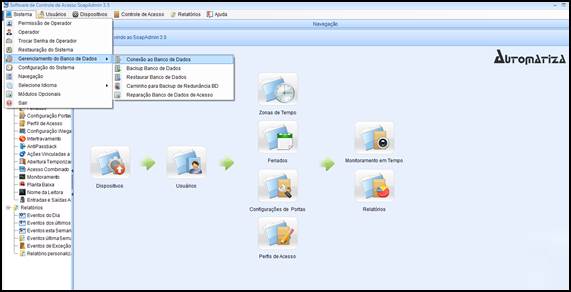 Software de Controle de Acesso SoapAdmin 3.5
Sistema Usuários Dispositivos Controle de Acesso Relatórios Ajuda
Navegação
Permissão de Operador
Operador
Trocar Senha de Operador
Restauração do Sistema
Gerenciamento do Banco de Dados
Configuração do Sistema
Navegação
Selecione Idioma
Módulos Opcionais
Sair
Conexão ao Banco de Dados
Backup Banco de Dados
Restaurar Banco de Dados
Caminho para Backup de Redundância BD
Reparação Banco de Dados de Acesso
ndo ao SoapAdmin 3.5
Automatiza
Feriados
Configuração Portas
Perfil de Acesso
Configuração Wiega
Intertravamento
AntiPassback
Ações Vinculadas a
Abertura Temporizar
Acesso Combinado
Monitoramento
Planta Baixa
Nome da Leitora
Entradas e Saídas A
Relatórios
Eventos do Dia
Eventos dos últimos
Eventos esta Seman
Eventos última Sema
Eventos de Exceção
Relatório personaliz
Zonas de Tempo
Feriados
Monitoramento em Tempo
Dispositivos
Usuários
Configurações de Portas
Relatórios
Perfis de Acesso